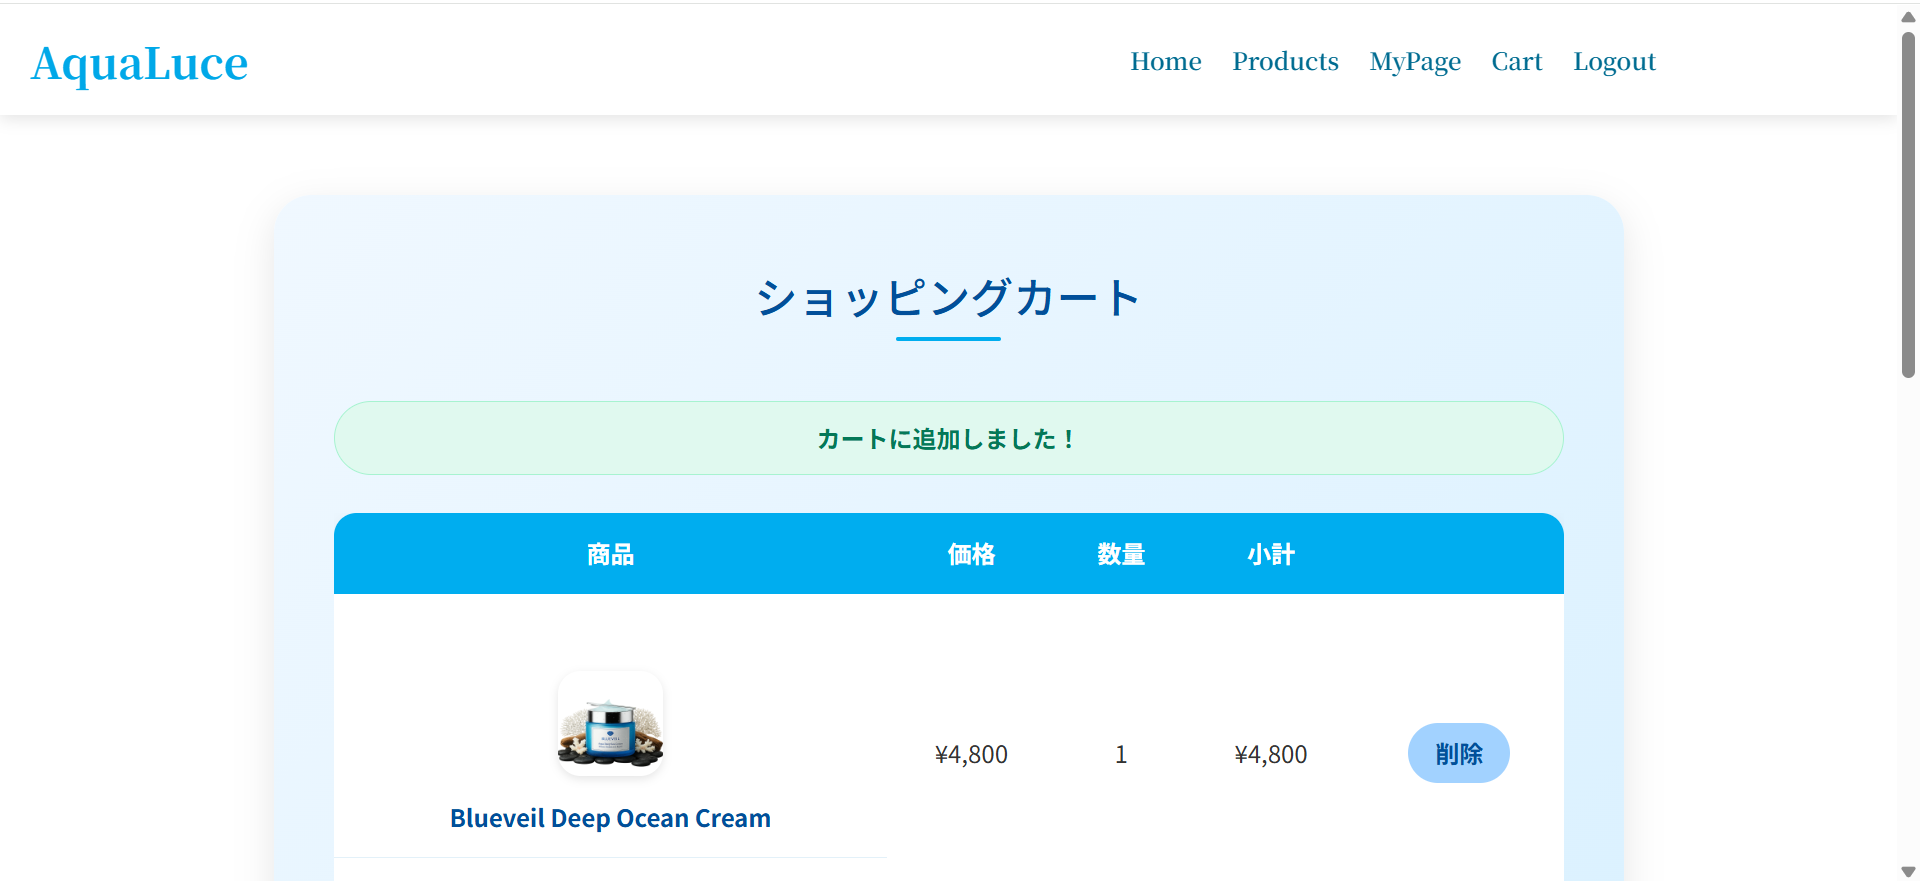 AquaLuce
Home Products MyPage Cart Logout
ショッピングカート
カートに追加しました！
商品 価格 数量 小計
¥4,800 1 ¥4,800 削除
Blueveil Deep Ocean Cream